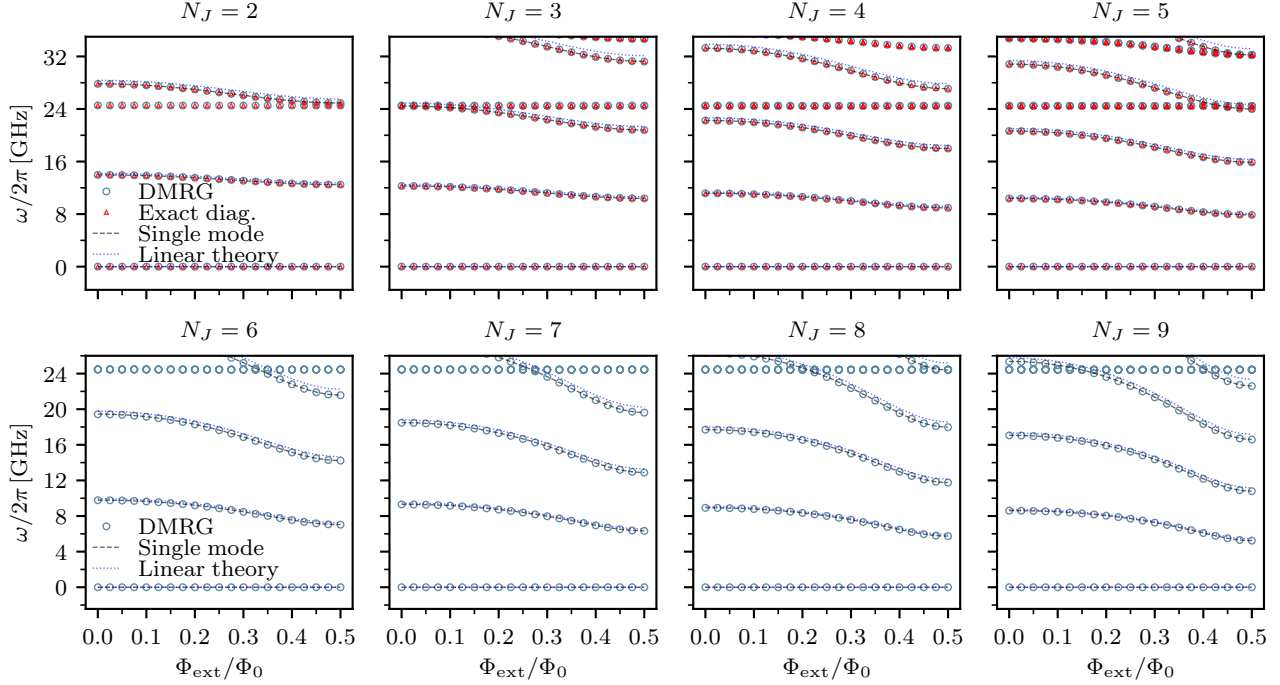 N_J = 2 N_J = 3 N_J = 4 N_J = 5
32
24
16
8
0
ω/2π [GHz]
DMRG
Exact diag.
Single mode
Linear theory
N_J = 6 N_J = 7 N_J = 8 N_J = 9
24
20
16
12
8
4
0
ω/2π [GHz]
DMRG
Single mode
Linear theory
0.0 0.1 0.2 0.3 0.4 0.5 0.0 0.1 0.2 0.3 0.4 0.5 0.0 0.1 0.2 0.3 0.4 0.5 0.0 0.1 0.2 0.3 0.4 0.5
Φ_ext/Φ_0 Φ_ext/Φ_0 Φ_ext/Φ_0 Φ_ext/Φ_0